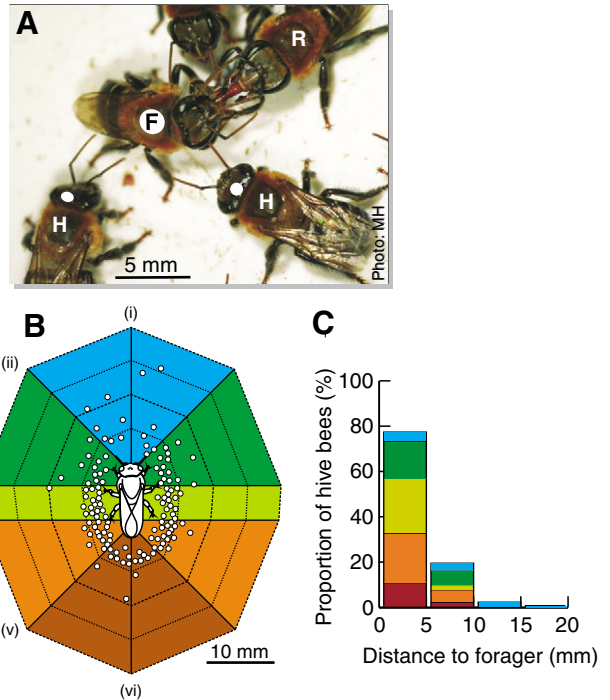 A
R
F
H
H
5 mm
Photo: MH
B
(i)
(ii)
(v)
(vi)
10 mm
C
Proportion of hive bees (%)
100
80
60
40
20
0
0 5 10 15 20
Distance to forager (mm)